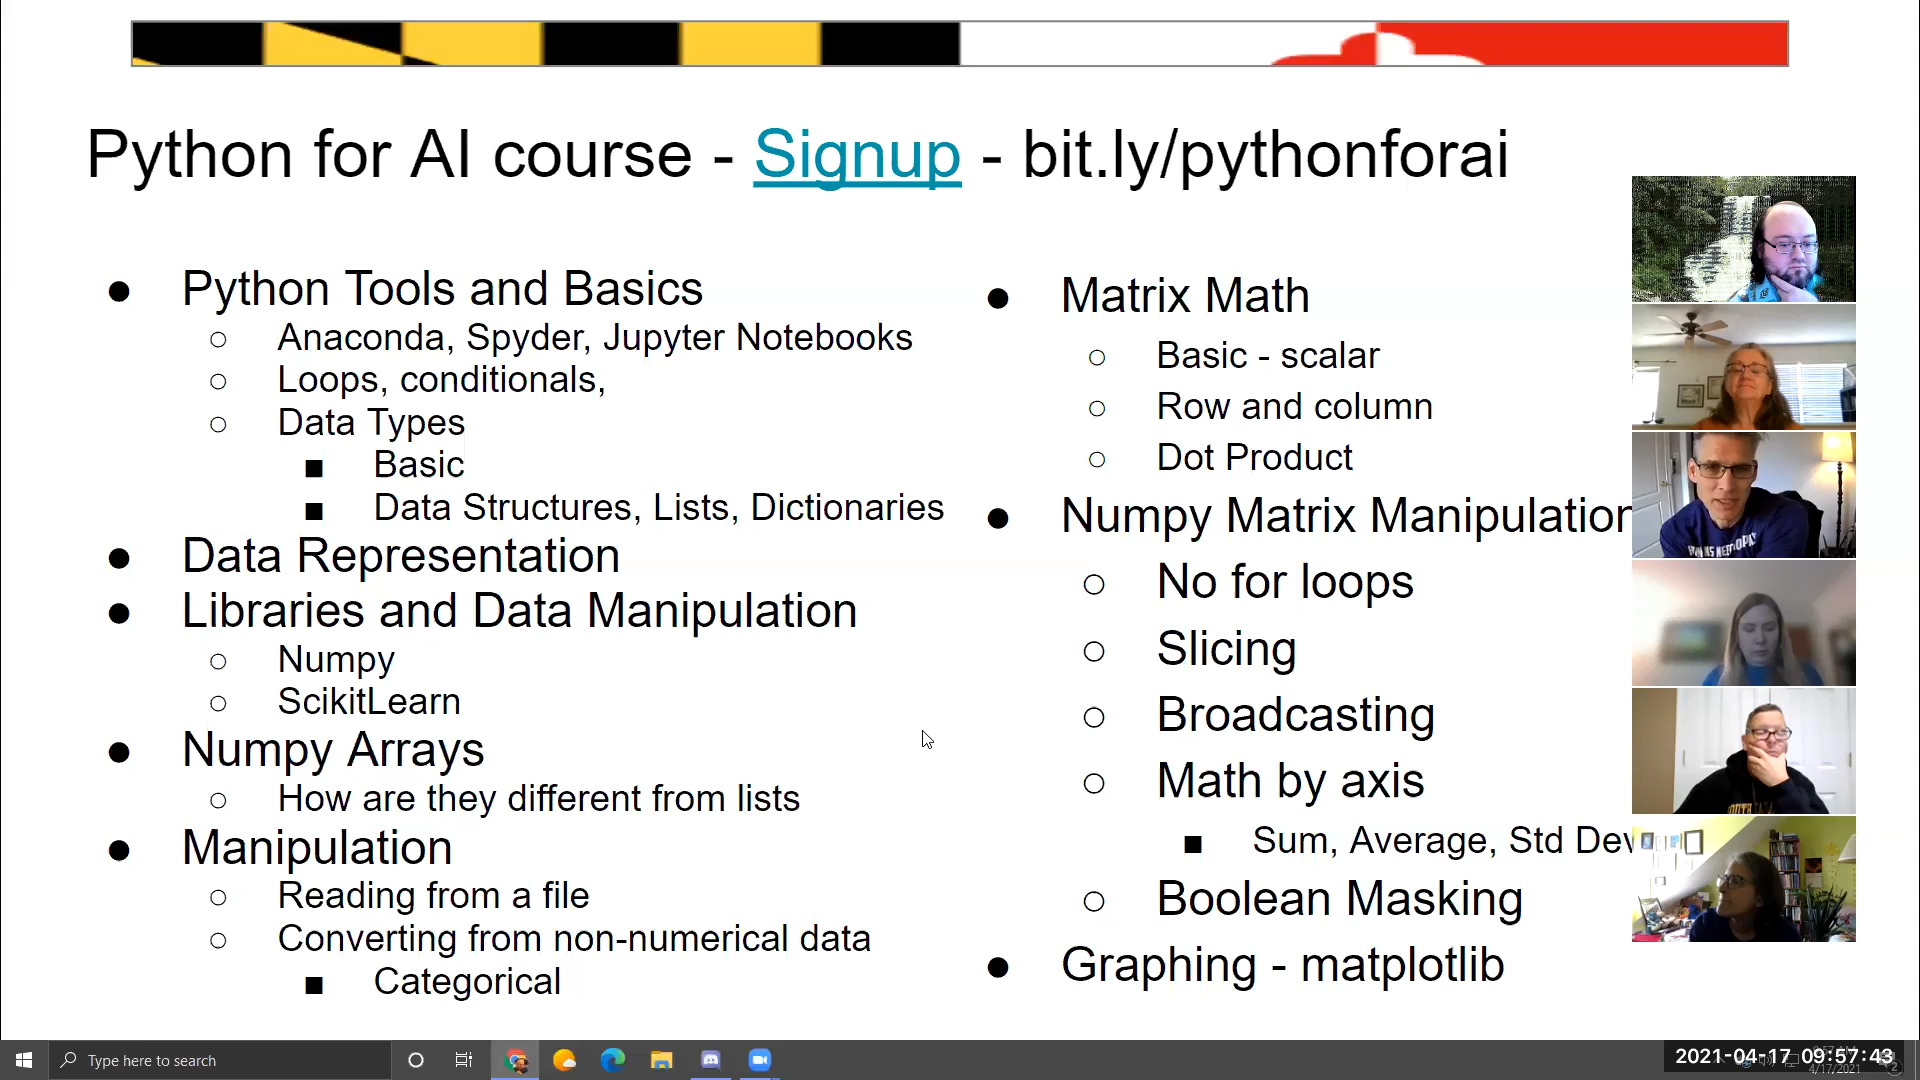 Python for AI course - Signup - bit.ly/pythonforai
Python Tools and Basics
Anaconda, Spyder, Jupyter Notebooks
Loops, conditionals,
Data Types
Basic
Data Structures, Lists, Dictionaries
Data Representation
Libraries and Data Manipulation
Numpy
ScikitLearn
Numpy Arrays
How are they different from lists
Manipulation
Reading from a file
Converting from non-numerical data
Categorical
Matrix Math
Basic - scalar
Row and column
Dot Product
Numpy Matrix Manipulation
No for loops
Slicing
Broadcasting
Math by axis
Sum, Average, Std Dev
Boolean Masking
Graphing - matplotlib
Type here to search
2021-04-17 09:57:43
4/17/2021